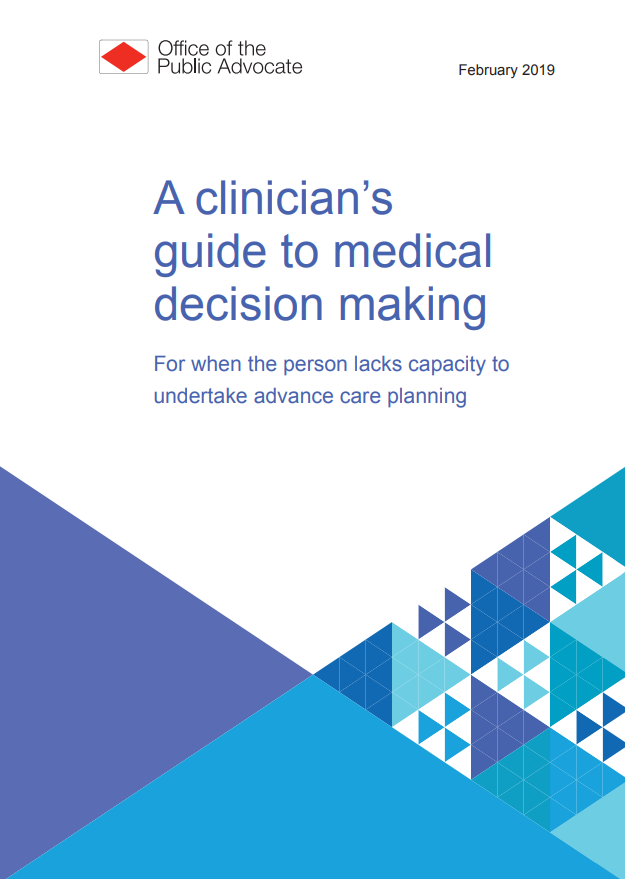 Office of the
Public Advocate
February 2019
A clinician’s
guide to medical
decision making
For when the person lacks capacity to
undertake advance care planning